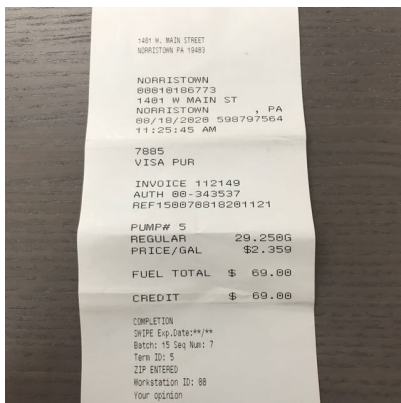 1401 W. MAIN STREET
NORRISTOWN PA 19403
NORRISTOWN
00010186773
1401 W MAIN ST
NORRISTOWN , PA
08/18/2020 598797564
11:25:45 AM
7885
VISA PUR
INVOICE 112149
AUTH 00-343537
REF150070818201121
PUMP# 5
REGULAR 29.250G
PRICE/GAL $2.359
FUEL TOTAL $ 69.00
CREDIT $ 69.00
COMPLETION
SWIPE Exp.Date:**/**
Batch: 15 Seq Num: 7
Term ID: 5
ZIP ENTERED
Workstation ID: 00
Your opinion